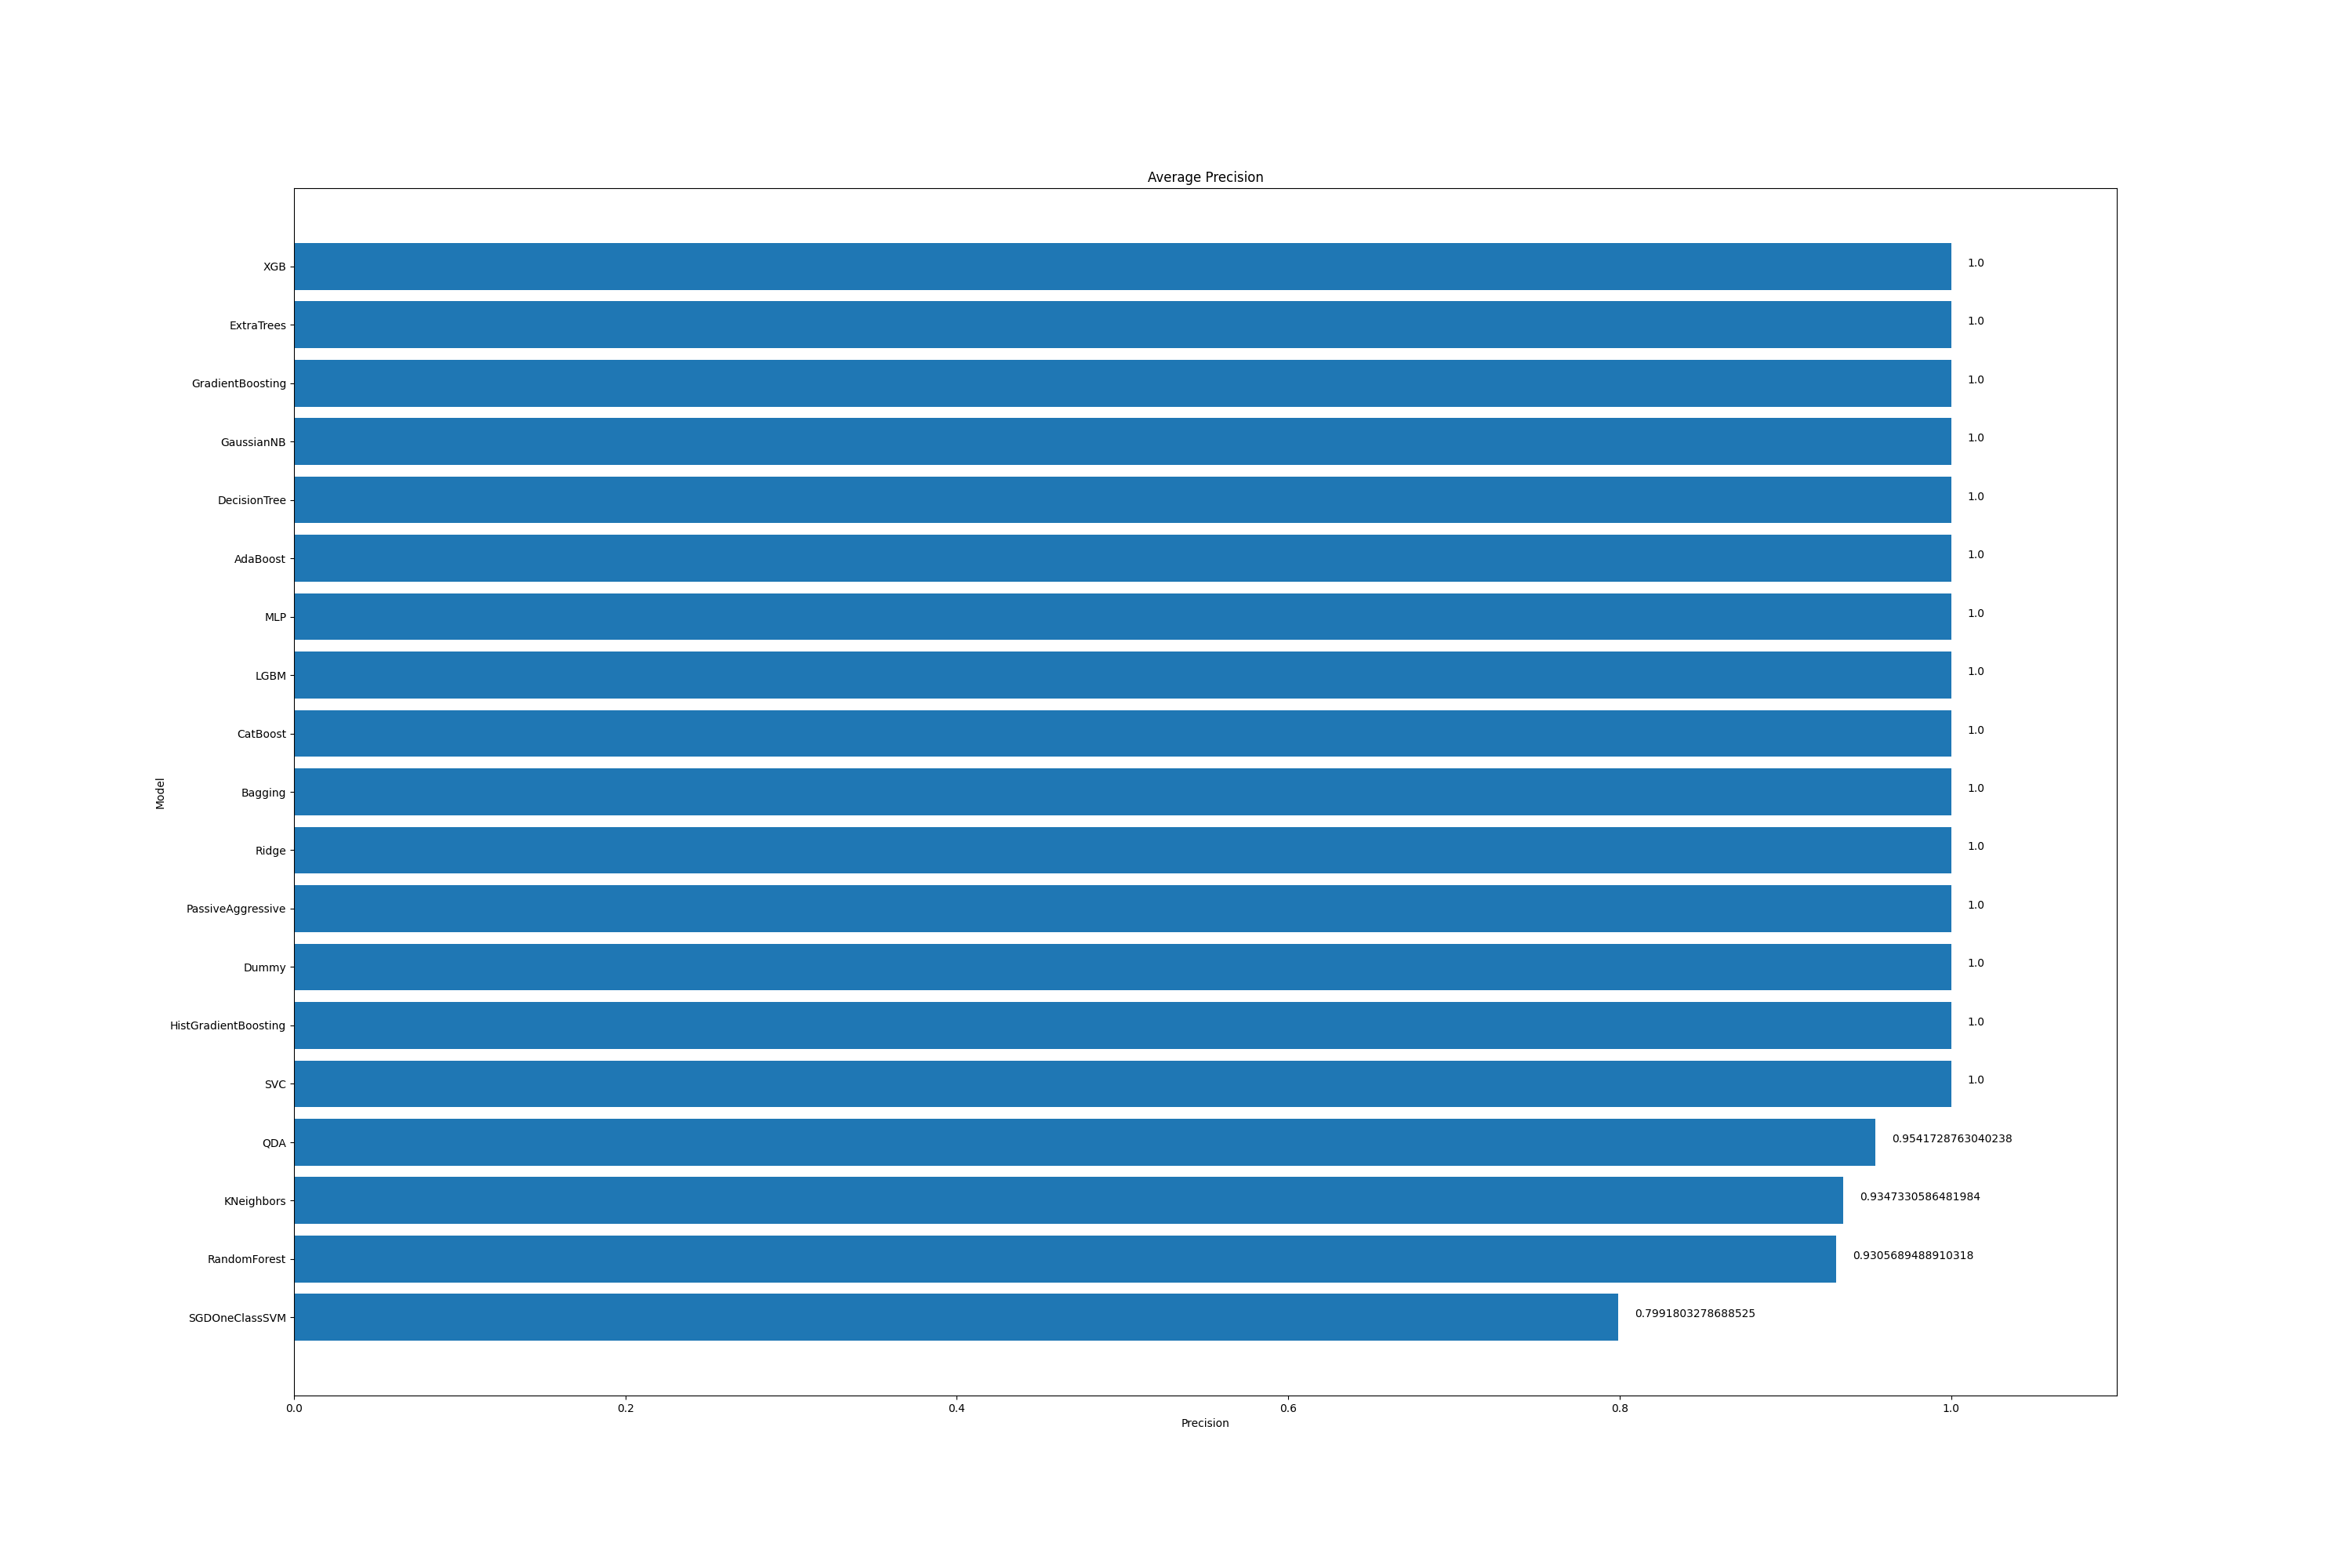 Average Precision
XGB 1.0
ExtraTrees 1.0
GradientBoosting 1.0
GaussianNB 1.0
DecisionTree 1.0
AdaBoost 1.0
MLP 1.0
LGBM 1.0
CatBoost 1.0
Bagging 1.0
Model
Ridge 1.0
PassiveAggressive 1.0
Dummy 1.0
HistGradientBoosting 1.0
SVC 1.0
QDA 0.9541728763040238
KNeighbors 0.9347330586481984
RandomForest 0.9305689488910318
SGDOneClassSVM 0.7991803278688525
0.0 0.2 0.4 0.6 0.8 1.0
Precision